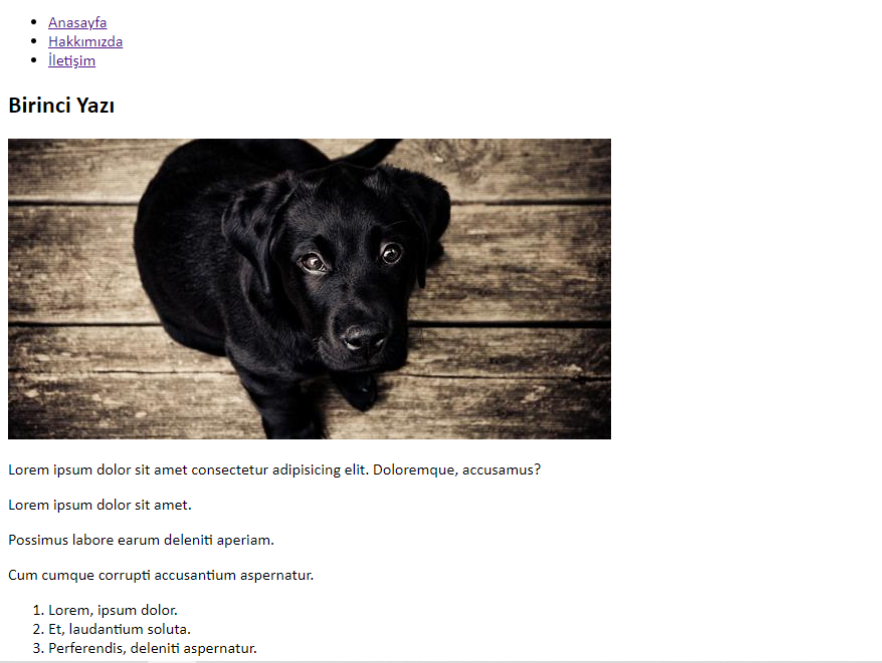 Anasayfa
Hakkımızda
İletişim
Birinci Yazı
Lorem ipsum dolor sit amet consectetur adipisicing elit. Doloremque, accusamus?
Lorem ipsum dolor sit amet.
Possimus labore earum deleniti aperiam.
Cum cumque corrupti accusantium aspernatur.
1. Lorem, ipsum dolor.
2. Et, laudantium soluta.
3. Perferendis, deleniti aspernatur.